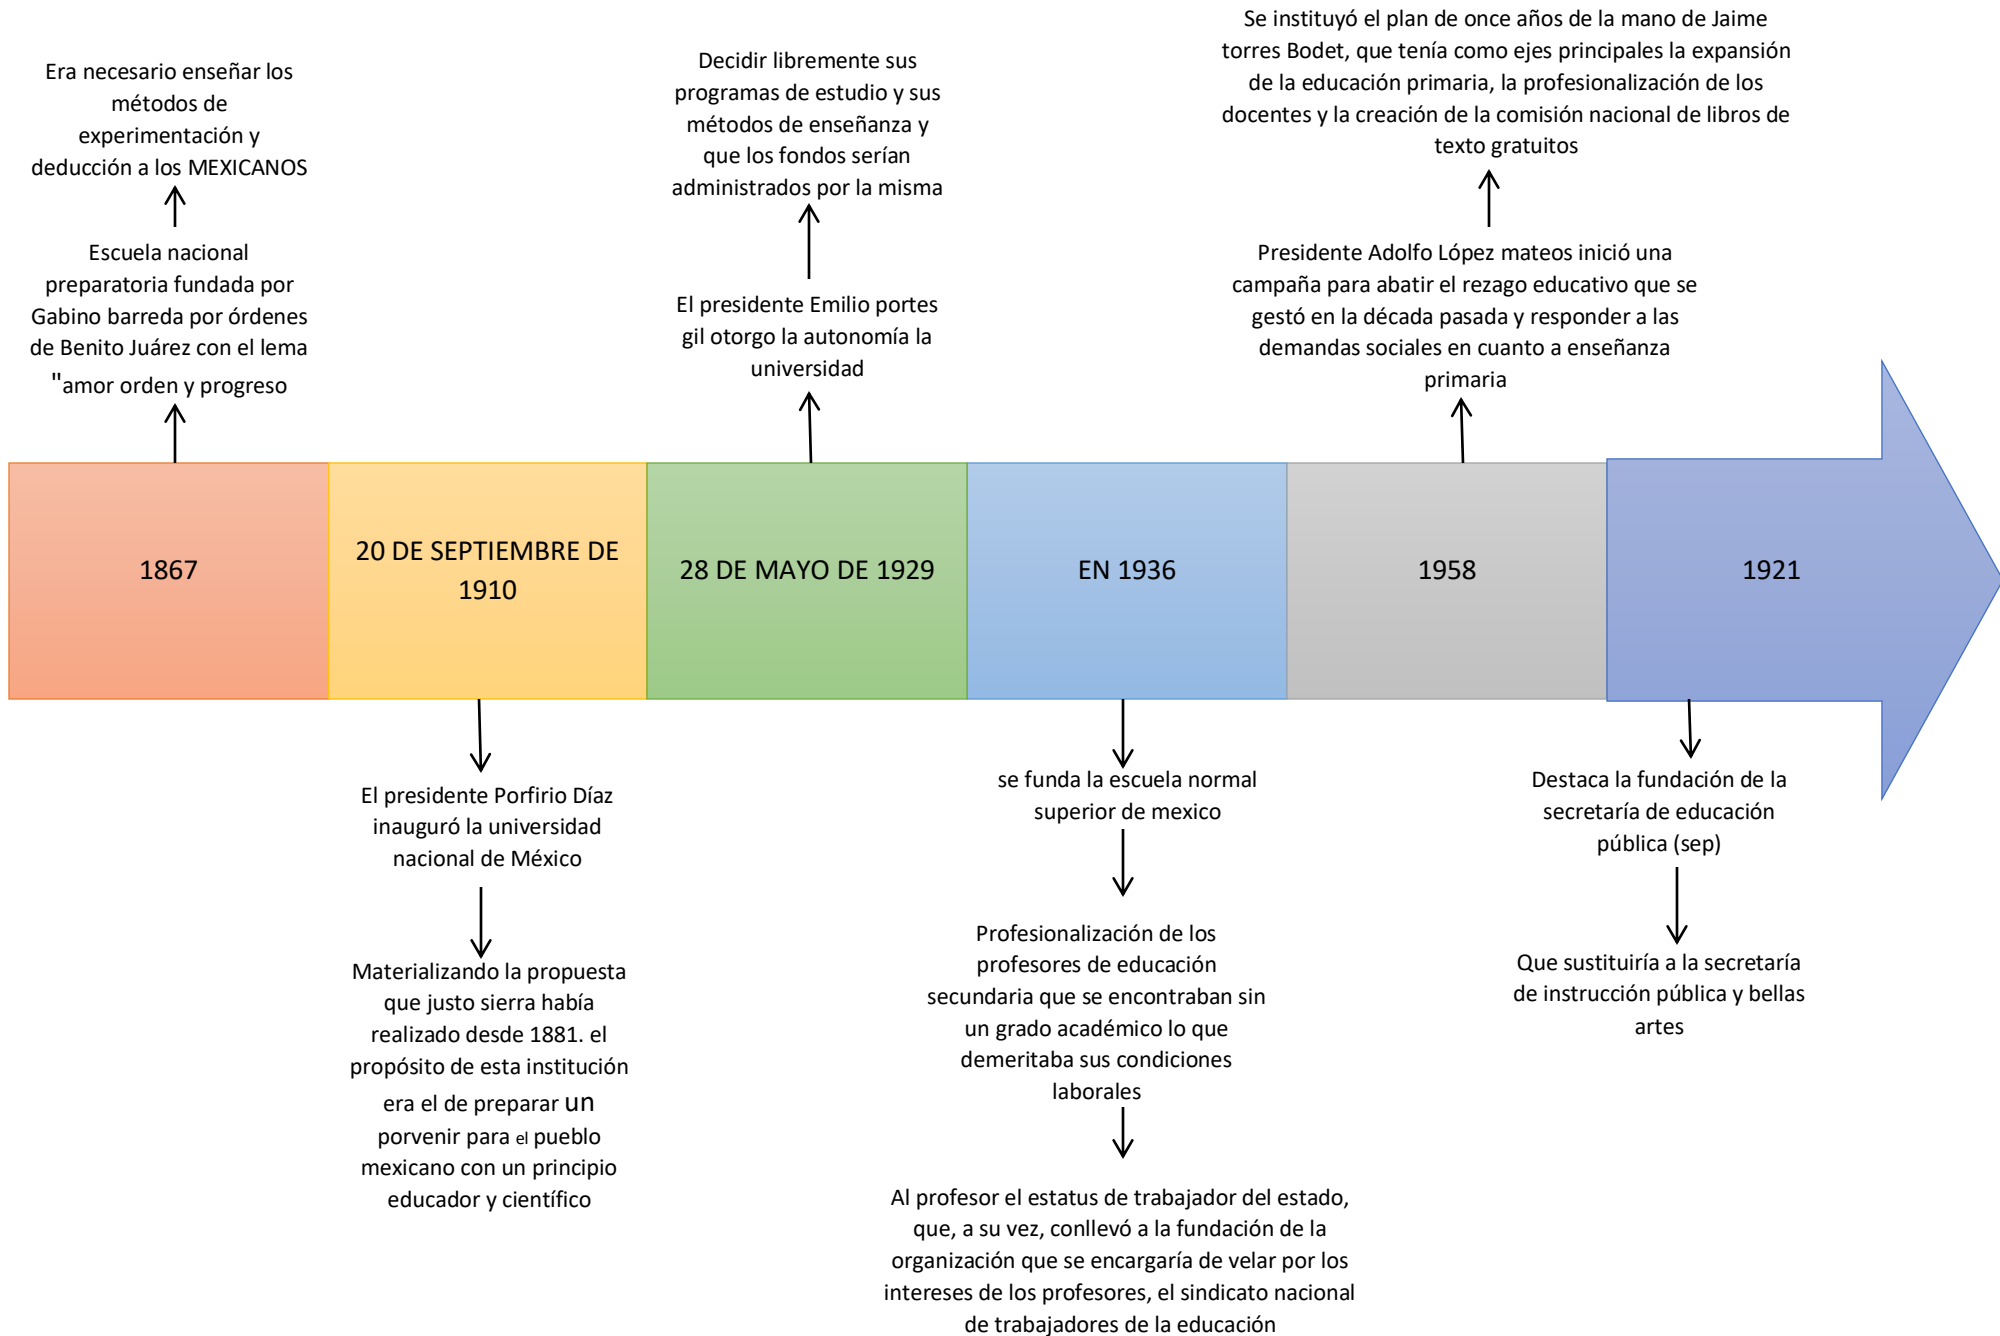 Era necesario enseñar los
métodos de
experimentación y
deducción a los MEXICANOS
Escuela nacional
preparatoria fundada por
Gabino barreda por órdenes
de Benito Juárez con el lema
"amor orden y progreso
Decidir libremente sus
programas de estudio y sus
métodos de enseñanza y
que los fondos serían
administrados por la misma
El presidente Emilio portes
gil otorgo la autonomía la
universidad
Se instituyó el plan de once años de la mano de Jaime
torres Bodet, que tenía como ejes principales la expansión
de la educación primaria, la profesionalización de los
docentes y la creación de la comisión nacional de libros de
texto gratuitos
Presidente Adolfo López mateos inició una
campaña para abatir el rezago educativo que se
gestó en la década pasada y responder a las
demandas sociales en cuanto a enseñanza
primaria
1867
20 DE SEPTIEMBRE DE
1910
28 DE MAYO DE 1929
EN 1936
1958
1921
El presidente Porfirio Díaz
inauguró la universidad
nacional de México
Materializando la propuesta
que justo sierra había
realizado desde 1881. el
propósito de esta institución
era el de preparar un
porvenir para el pueblo
mexicano con un principio
educador y científico
se funda la escuela normal
superior de mexico
Profesionalización de los
profesores de educación
secundaria que se encontraban sin
un grado académico lo que
demeritaba sus condiciones
laborales
Al profesor el estatus de trabajador del estado,
que, a su vez, conllevó a la fundación de la
organización que se encargaría de velar por los
intereses de los profesores, el sindicato nacional
de trabajadores de la educación
Destaca la fundación de la
secretaría de educación
pública (sep)
Que sustituiría a la secretaría
de instrucción pública y bellas
artes